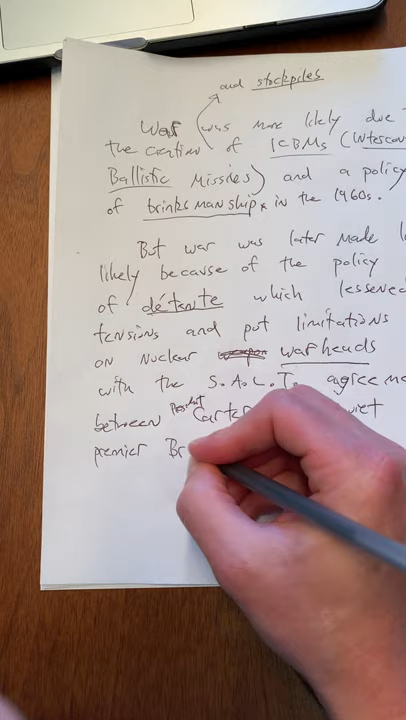 and stockpiles
War (was more likely due
the creation of ICBMs (Intercon
Ballistic Missiles) and a policy
of brinksmanship * in the 1960s.
But war was later made
likely because of the policy
of détente which lessened
tensions and put limitations
on nuclear warheads
with the S.A.L.T. agreeme
between President Carter viet
premier Br